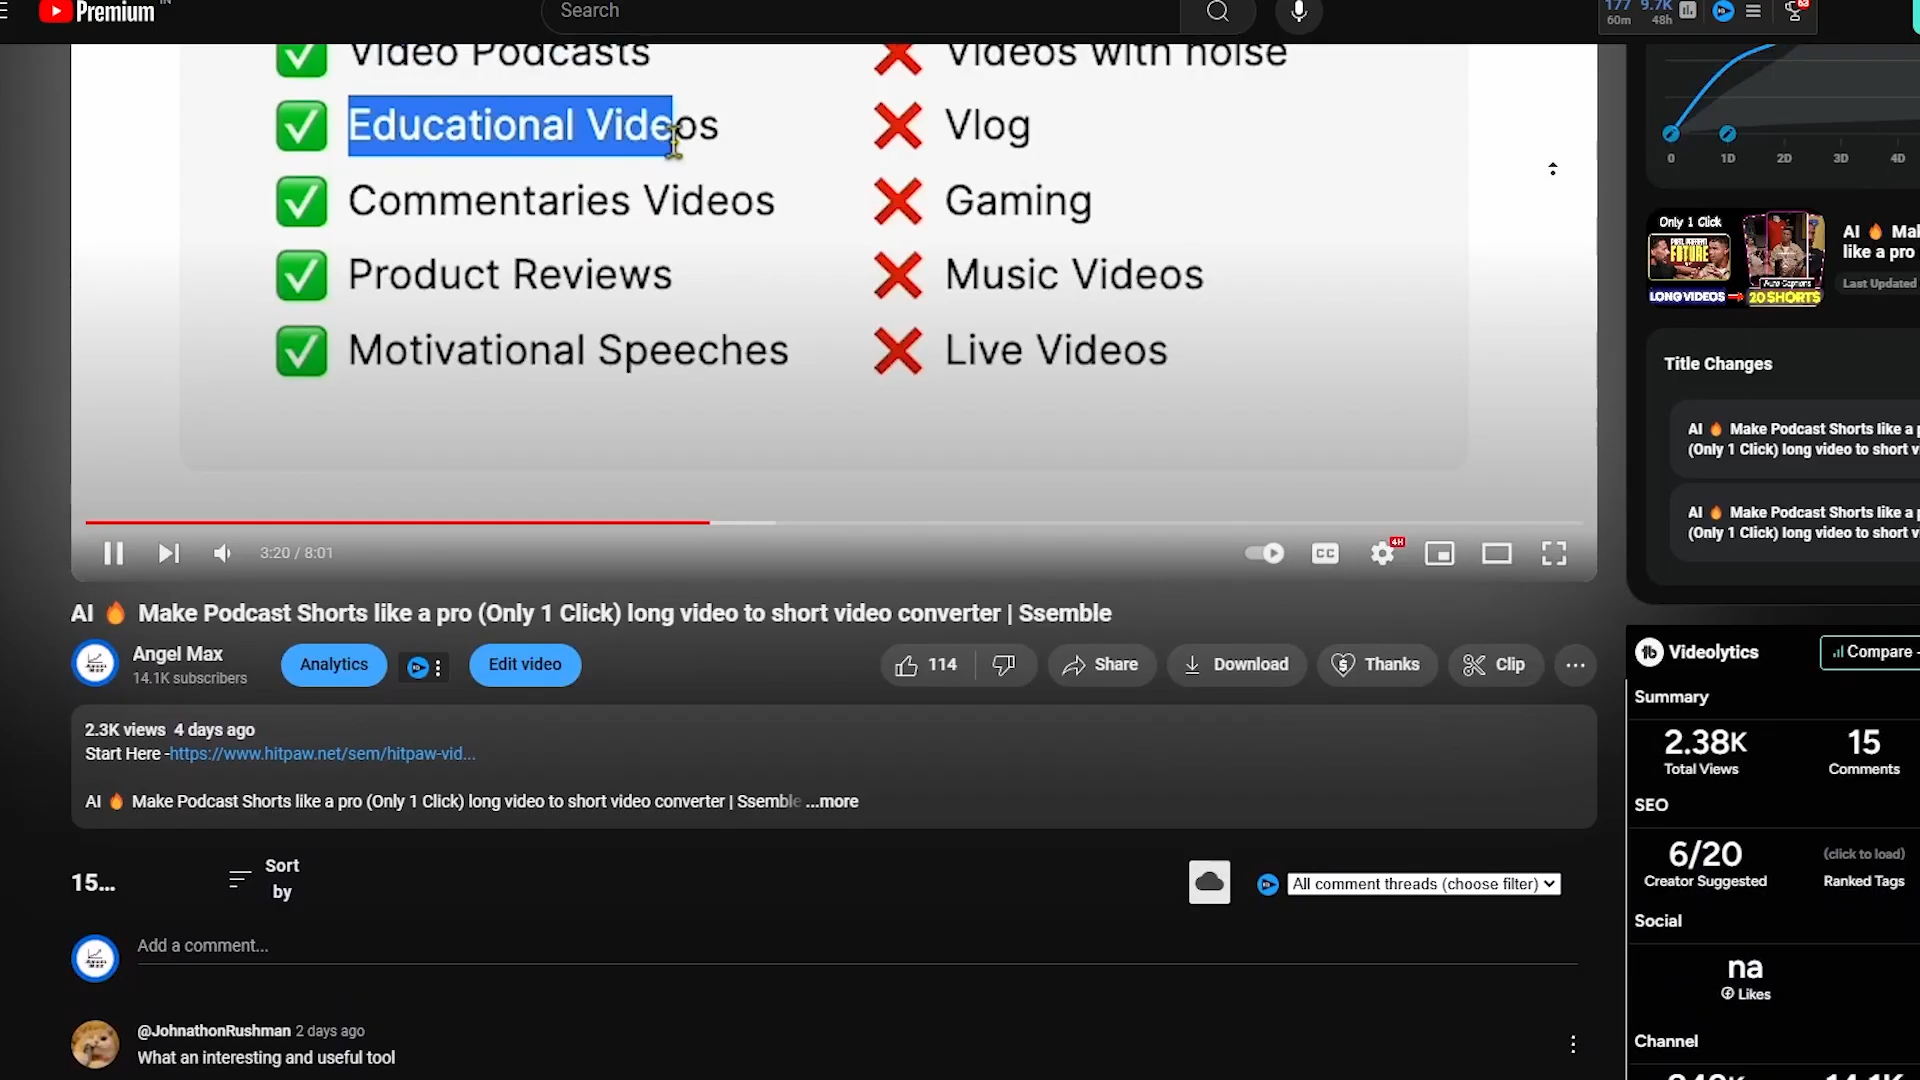 Premium IN
Search
177 9.7K
60m 48h
63
Video Podcasts
Videos with noise
Educational Videos
Vlog
Commentaries Videos
Gaming
Product Reviews
Music Videos
Motivational Speeches
Live Videos
3:20 / 8:01
CC
4H
AI 🔥 Make Podcast Shorts like a pro (Only 1 Click) long video to short video converter | Ssemble
Angel Max
14.1K subscribers
Analytics
Edit video
114
Share
Download
Thanks
Clip
2.3K views 4 days ago
Start Here -https://www.hitpaw.net/sem/hitpaw-vid...
AI 🔥 Make Podcast Shorts like a pro (Only 1 Click) long video to short video converter | Ssemble ...more
15...
Sort
by
All comment threads (choose filter)
Add a comment...
@JohnathonRushman 2 days ago
What an interesting and useful tool
0 1D 2D 3D 4D
Only 1 Click
FUTURE
Auto Captions
LONG VIDEOS
20 SHORTS
AI 🔥 Mak
like a pro
Last Updated
Title Changes
AI 🔥 Make Podcast Shorts like a p
(Only 1 Click) long video to short v
AI 🔥 Make Podcast Shorts like a p
(Only 1 Click) long video to short v
Videolytics
Compare -
Summary
2.38K
Total Views
15
Comments
SEO
6/20
Creator Suggested
(click to load)
Ranked Tags
Social
na
Likes
Channel